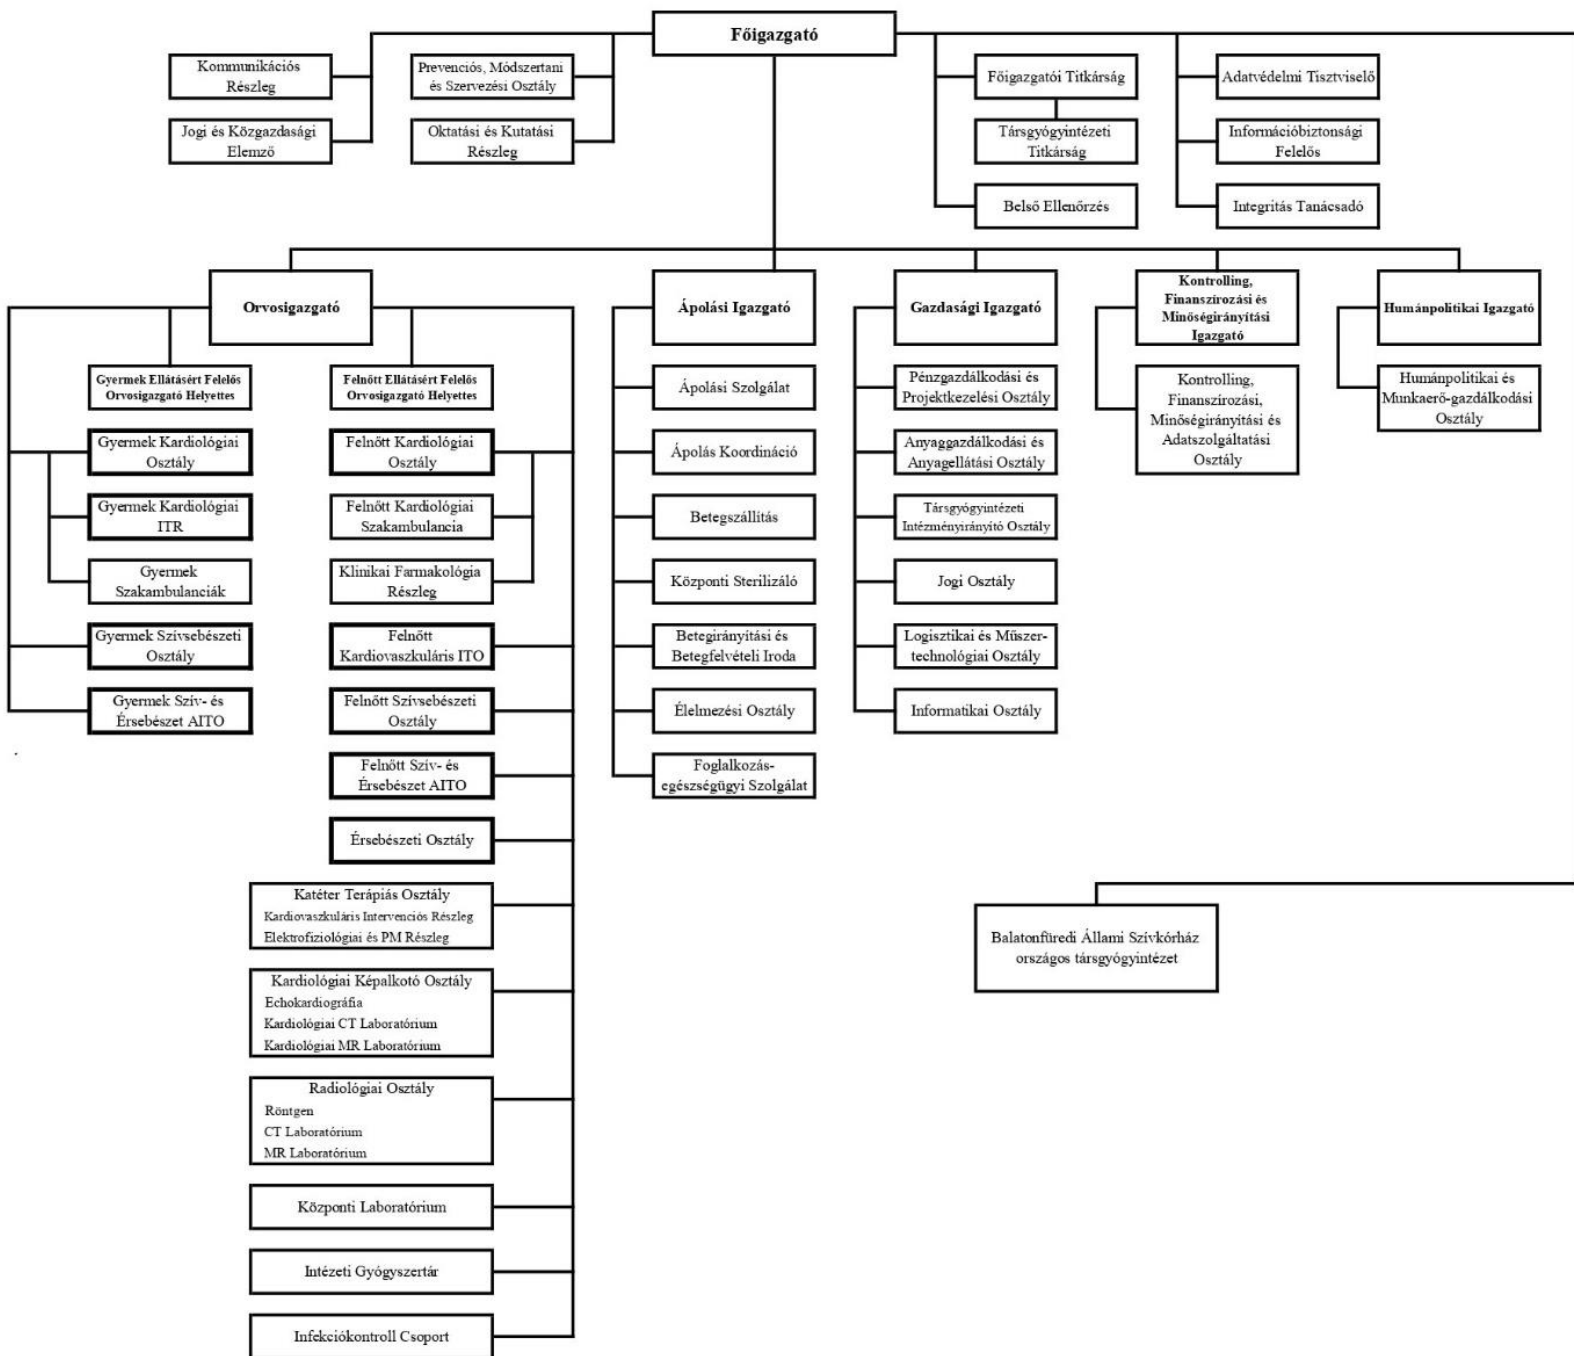 Főigazgató
Kommunikációs
Részleg
Prevenciós, Módszertani
és Szervezési Osztály
Főigazgatói Titkárság
Adatvédelmi Tisztviselő
Jogi és Közgazdasági
Elemző
Oktatási és Kutatási
Részleg
Társgyógyintézeti
Titkárság
Információbiztonsági
Felelős
Belső Ellenőrzés
Integritás Tanácsadó
Orvosigazgató
Ápolási Igazgató
Gazdasági Igazgató
Kontrolling,
Finanszírozási és
Minőségirányítási
Igazgató
Humánpolitikai Igazgató
Gyermek Ellátásért Felelős
Orvosigazgató Helyettes
Felnőtt Ellátásért Felelős
Orvosigazgató Helyettes
Gyermek Kardiológiai
Osztály
Gyermek Kardiológiai
ITR
Gyermek
Szakambulanciák
Gyermek Szívsebészeti
Osztály
Gyermek Szív- és
Érsebészet AITO
Felnőtt Kardiológiai
Osztály
Felnőtt Kardiológiai
Szakambulancia
Klinikai Farmakológia
Részleg
Felnőtt
Kardiovaszkuláris ITO
Felnőtt Szívsebészeti
Osztály
Felnőtt Szív- és
Érsebészet AITO
Érsebészeti Osztály
Katéter Terápiás Osztály
Kardiovaszkuláris Intervenciós Részleg
Elektrofiziológiai és PM Részleg
Kardiológiai Képalkotó Osztály
Echokardiográfia
Kardiológiai CT Laboratórium
Kardiológiai MR Laboratórium
Radiológiai Osztály
Röntgen
CT Laboratórium
MR Laboratórium
Központi Laboratórium
Intézeti Gyógyszertár
Infekciókontroll Csoport
Ápolási Szolgálat
Ápolás Koordináció
Betegszállítás
Központi Sterilizáló
Betegirányítási és
Betegfelvételi Iroda
Élelmezési Osztály
Foglalkozás-
egészségügyi Szolgálat
Pénzgazdálkodási és
Projektkezelési Osztály
Anyaggazdálkodási és
Anyagellátási Osztály
Társgyógyintézeti
Intézményirányító Osztály
Jogi Osztály
Logisztikai és Műszer-
technológiai Osztály
Informatikai Osztály
Kontrolling,
Finanszírozási,
Minőségirányítási és
Adatszolgáltatási
Osztály
Humánpolitikai és
Munkaerő-gazdálkodási
Osztály
Balatonfüredi Állami Szívkórház
országos társgyógyintézet